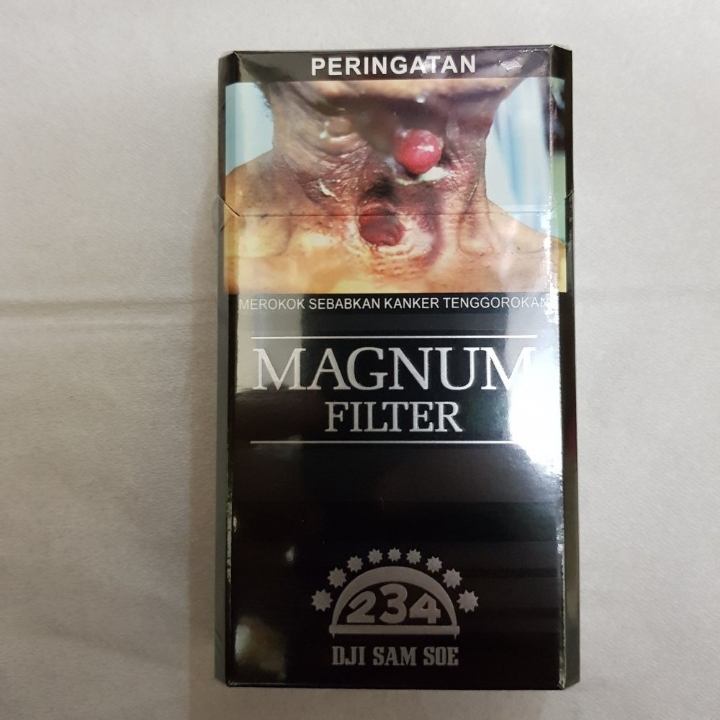 PERINGATAN
MEROKOK SEBABKAN KANKER TENGGOROKAN
MAGNUM
FILTER
234
DJI SAM SOE